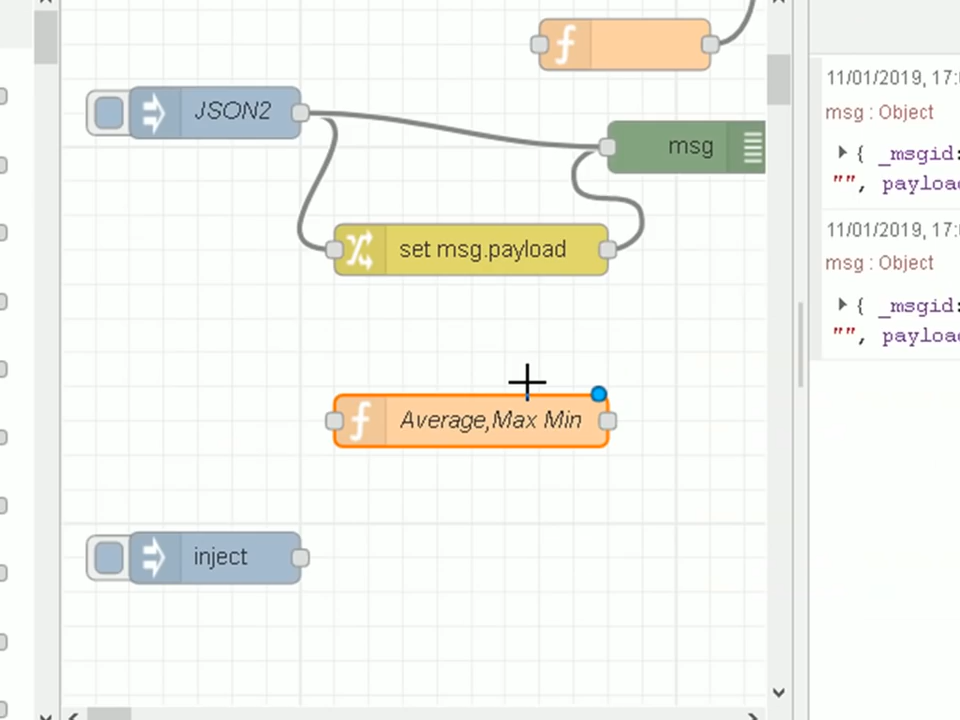 JSON2
msg
set msg.payload
Average,Max Min
inject
11/01/2019, 17:
msg : Object
{ _msgid:
"", payloa
11/01/2019, 17:
msg : Object
{ _msgid:
"", payloa